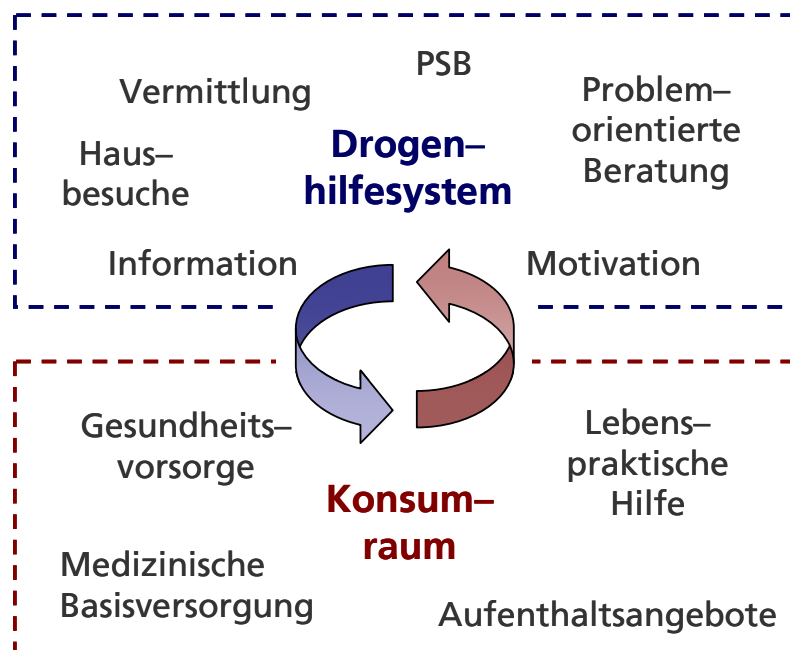 PSB
Vermittlung
Problem–
orientierte
Beratung
Haus–
besuche
Drogen–
hilfesystem
Information
Motivation
Gesundheits–
vorsorge
Lebens–
praktische
Hilfe
Konsum–
raum
Medizinische
Basisversorgung
Aufenthaltsangebote